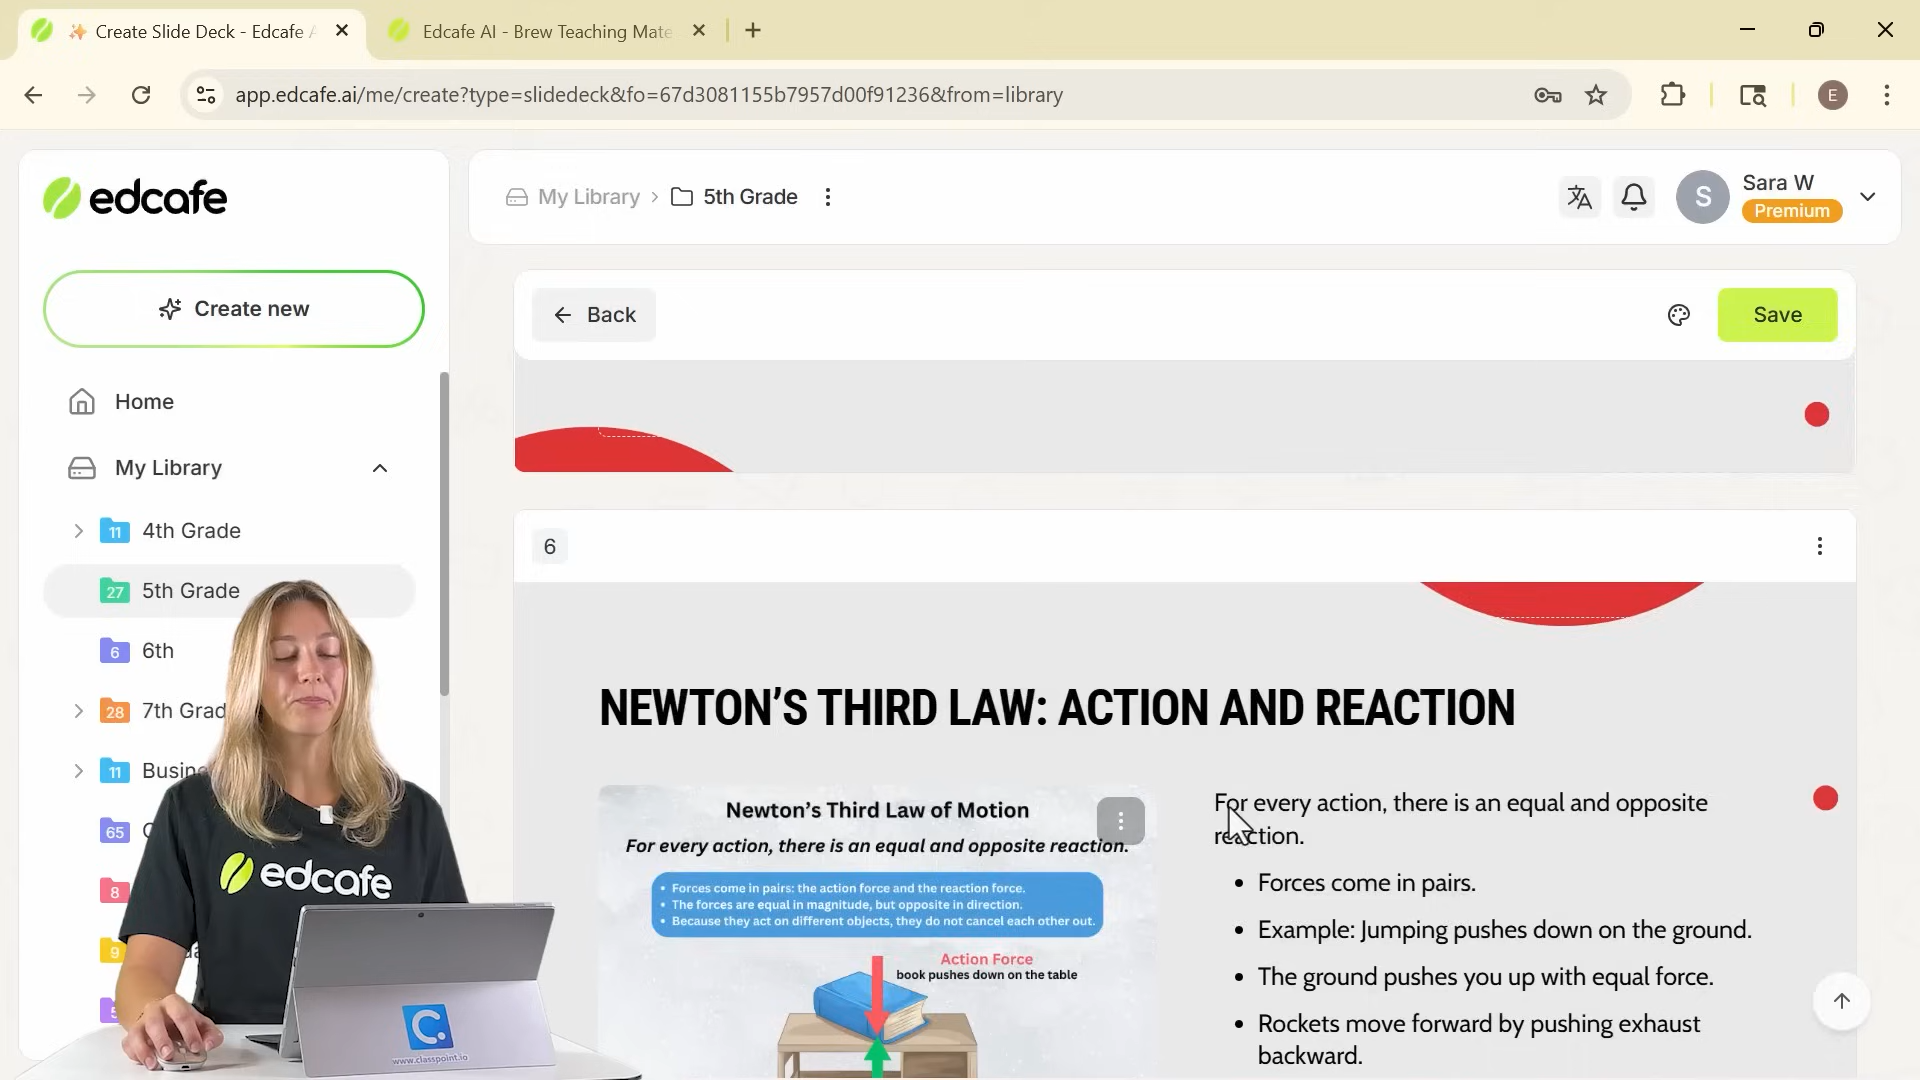 ✨ Create Slide Deck - Edcafe A
Edcafe AI - Brew Teaching Mate
app.edcafe.ai/me/create?type=slidedeck&fo=67d3081155b7957d00f91236&from=library
E
edcafe
Create new
Home
My Library
11 4th Grade
27 5th Grade
6 6th
28 7th Grad
11 Busine
65
8
9
My Library > 5th Grade
S
Sara W
Premium
Back
Save
6
NEWTON’S THIRD LAW: ACTION AND REACTION
Newton’s Third Law of Motion
For every action, there is an equal and opposite reaction.
• Forces come in pairs: the action force and the reaction force.
• The forces are equal in magnitude, but opposite in direction.
• Because they act on different objects, they do not cancel each other out.
Action Force
book pushes down on the table
For every action, there is an equal and opposite
reaction.
• Forces come in pairs.
• Example: Jumping pushes down on the ground.
• The ground pushes you up with equal force.
• Rockets move forward by pushing exhaust
backward.
edcafe
C.
www.classpoint.io